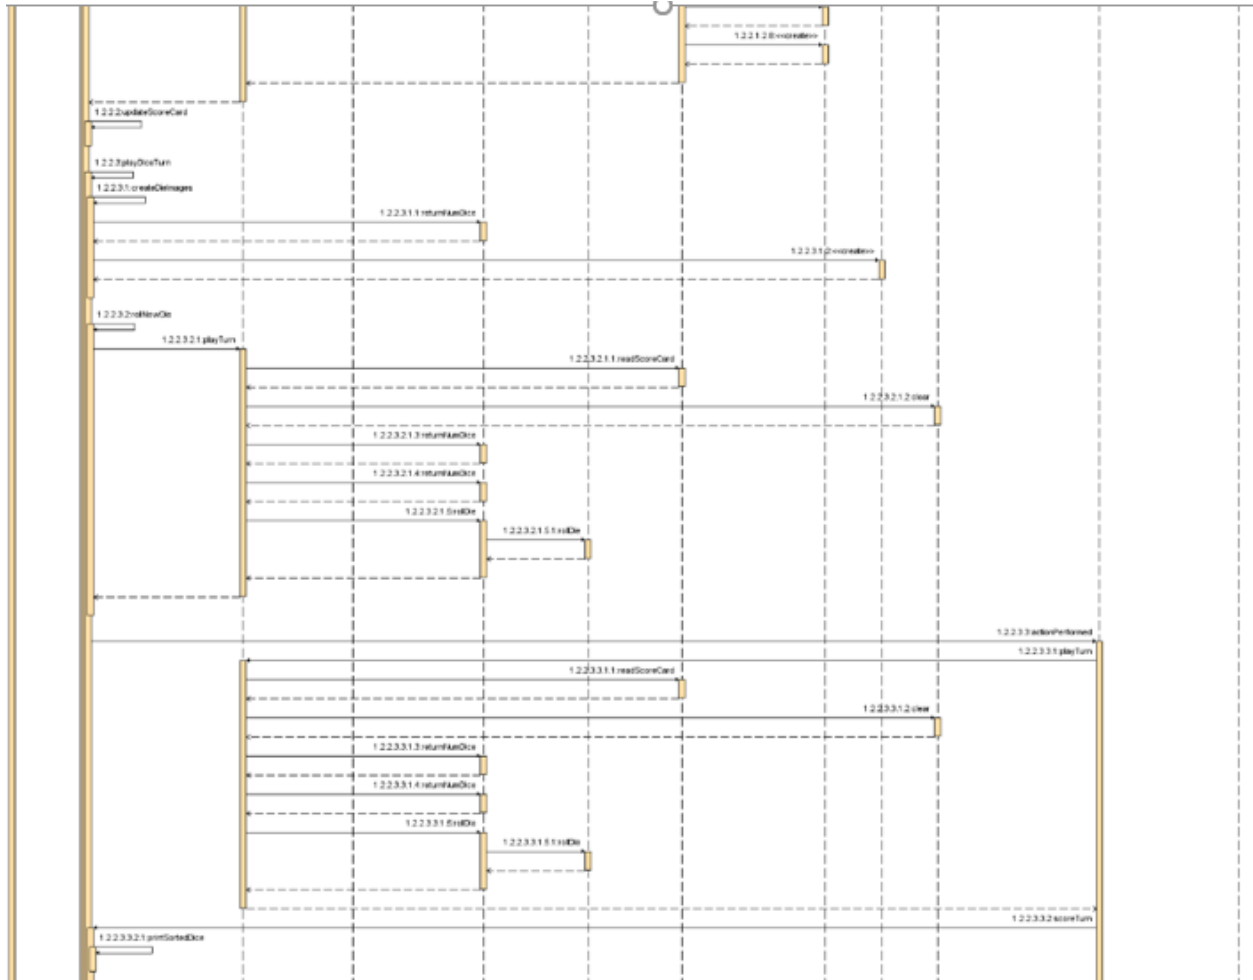 1.2.2.1.2.8:<<create>>
1.2.2.2:updateScoreCard
1.2.2.3:playDiceTurn
1.2.2.3.1:createDieImages
1.2.2.3.1.1:returnNumDice
1.2.2.3.1.2:<<create>>
1.2.2.3.2:rollNewDie
1.2.2.3.2.1:playTurn
1.2.2.3.2.1.1:readScoreCard
1.2.2.3.2.1.2:clear
1.2.2.3.2.1.3:returnNumDice
1.2.2.3.2.1.4:returnNumDice
1.2.2.3.2.1.5:rollDie
1.2.2.3.2.1.5.1:rollDie
1.2.2.3.3:actionPerformed
1.2.2.3.3.1:playTurn
1.2.2.3.3.1.1:readScoreCard
1.2.2.3.3.1.2:clear
1.2.2.3.3.1.3:returnNumDice
1.2.2.3.3.1.4:returnNumDice
1.2.2.3.3.1.5:rollDie
1.2.2.3.3.1.5.1:rollDie
1.2.2.3.3.2:scoreTurn
1.2.2.3.3.2.1:printSortedDice